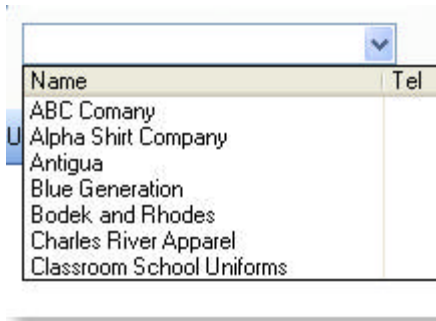 Name Tel
ABC Comany
U Alpha Shirt Company
Antigua
Blue Generation
Bodek and Rhodes
Charles River Apparel
Classroom School Uniforms